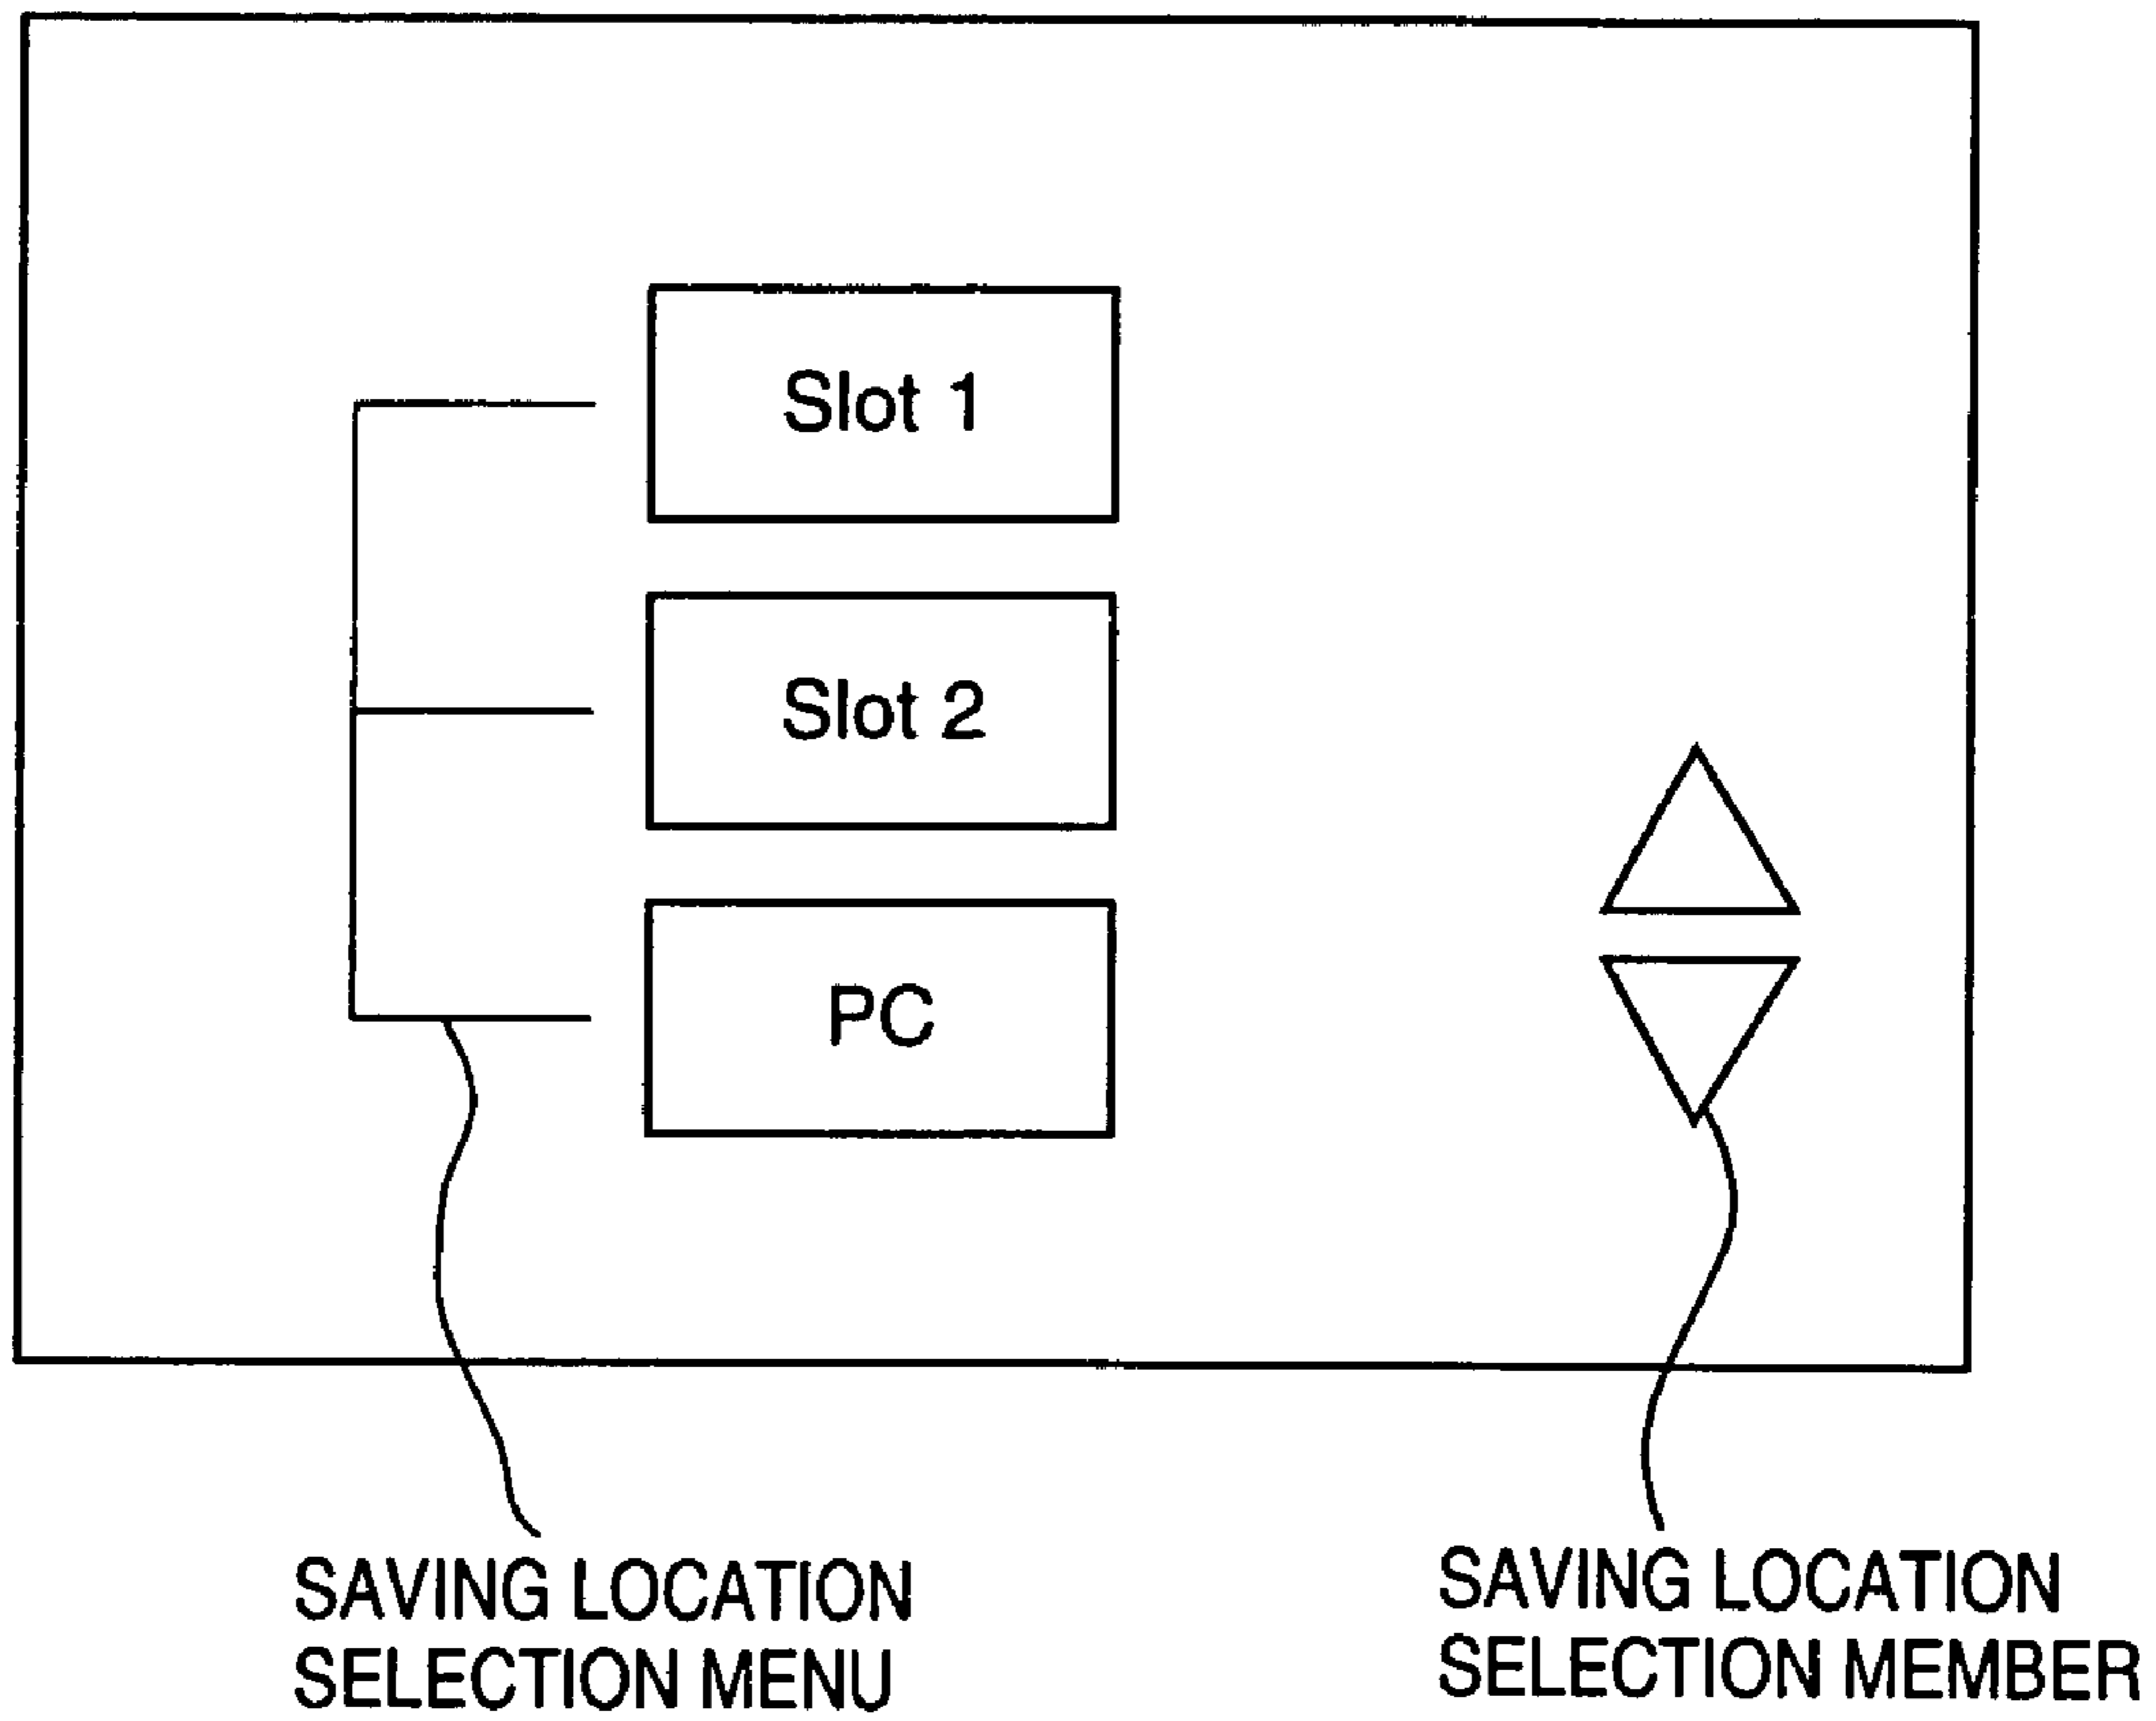 Slot 1
Slot 2
PC
SAVING LOCATION
SELECTION MENU
SAVING LOCATION
SELECTION MEMBER